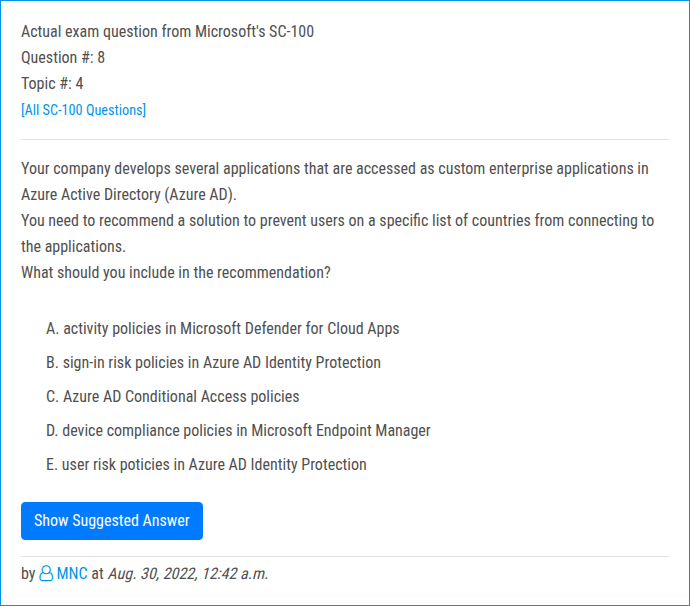 Actual exam question from Microsoft's SC-100
Question #: 8
Topic #: 4
[All SC-100 Questions]
Your company develops several applications that are accessed as custom enterprise applications in
Azure Active Directory (Azure AD).
You need to recommend a solution to prevent users on a specific list of countries from connecting to
the applications.
What should you include in the recommendation?
A. activity policies in Microsoft Defender for Cloud Apps
B. sign-in risk policies in Azure AD Identity Protection
C. Azure AD Conditional Access policies
D. device compliance policies in Microsoft Endpoint Manager
E. user risk poticies in Azure AD Identity Protection
Show Suggested Answer
by MNC at Aug. 30, 2022, 12:42 a.m.